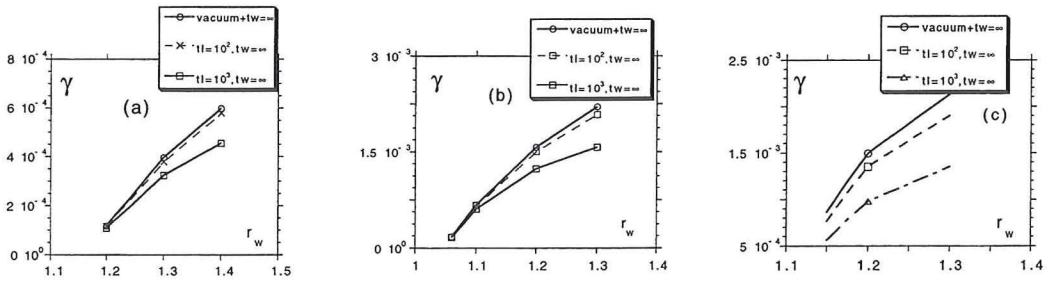 vacuum+tw=∞
tl=10²,tw=∞
tl=10³,tw=∞
8 10⁻⁴
6 10⁻⁴
4 10⁻⁴
2 10⁻⁴
0 10⁰
γ
(a)
r_w
1.1 1.2 1.3 1.4 1.5
vacuum+tw=∞
tl=10²,tw=∞
tl=10³,tw=∞
3 10⁻³
1.5 10⁻³
0 10⁰
γ
(b)
r_w
1 1.1 1.2 1.3 1.4
vacuum+tw=∞
tl=10²,tw=∞
tl=10³,tw=∞
2.5 10⁻³
1.5 10⁻³
5 10⁻⁴
γ
(c)
r_w
1.1 1.2 1.3 1.4